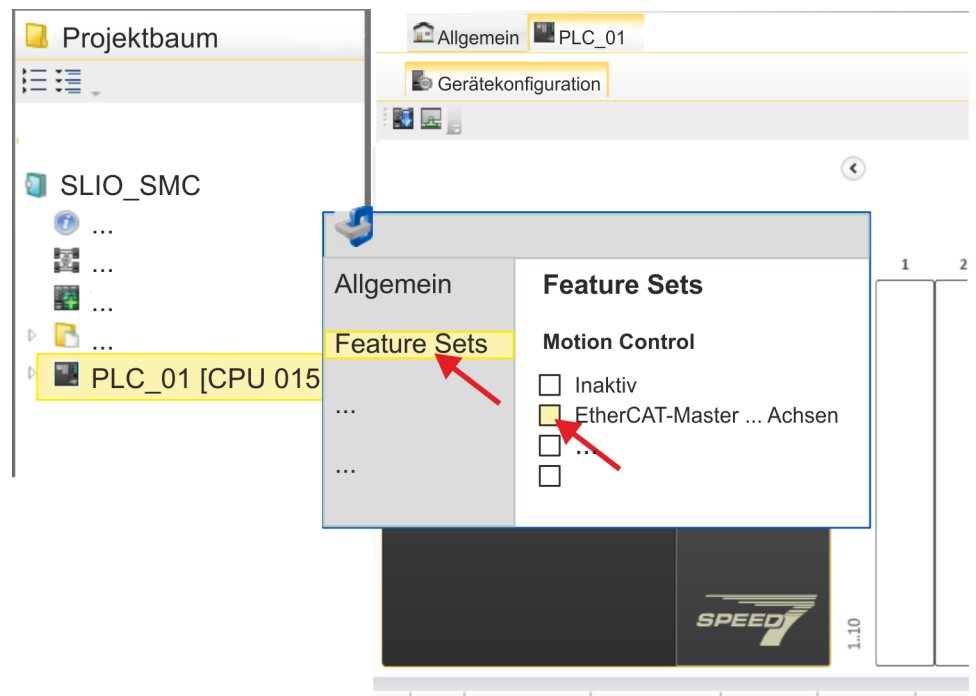 Projektbaum
SLIO_SMC
...
...
...
...
PLC_01 [CPU 015
Allgemein
PLC_01
Gerätekonfiguration
Allgemein
Feature Sets
...
...
Feature Sets
Motion Control
Inaktiv
EtherCAT-Master ... Achsen
...
1
2
1..10
SPEED7